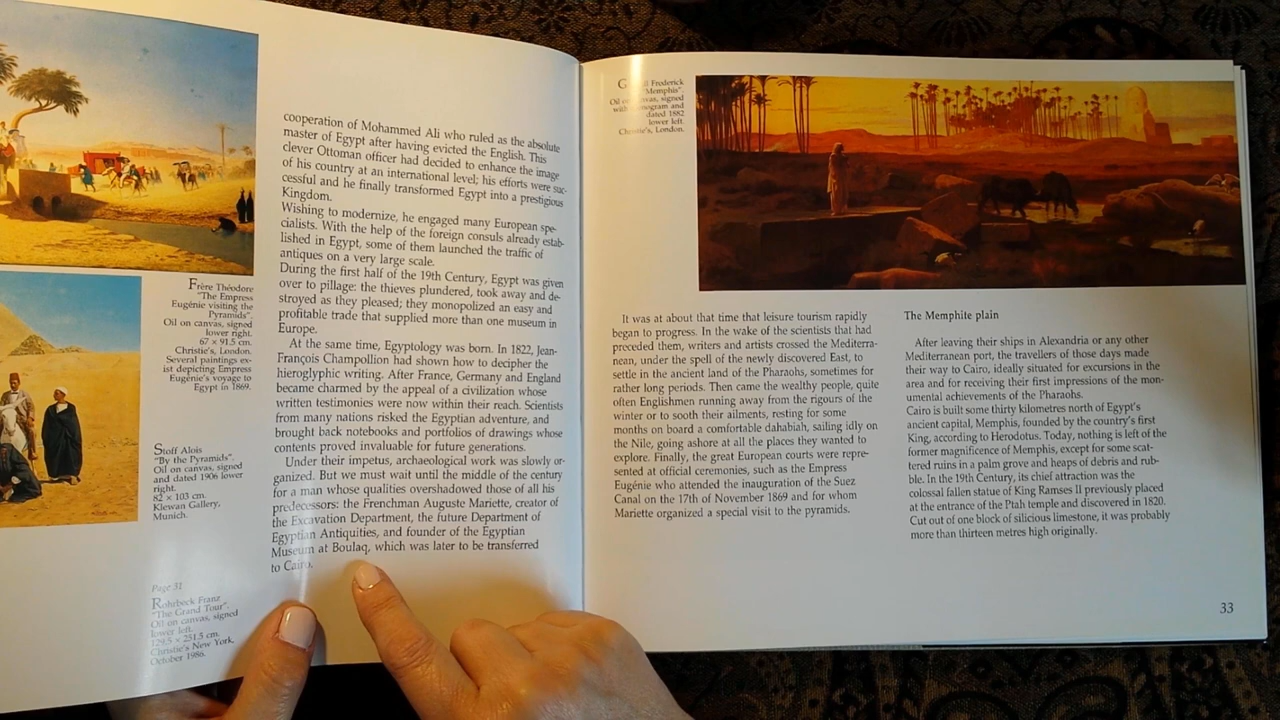 Frère Théodore
"The Empress
Eugénie visiting the
Pyramids".
Oil on canvas, signed
lower right.
67 × 91.5 cm.
Christie's, London.
Several paintings ex-
ist depicting Empress
Eugénie's voyage to
Egypt in 1869.
Stoff Alois
"By the Pyramids".
Oil on canvas, signed
and dated 1906 lower
right.
82 × 103 cm.
Klewan Gallery,
Munich.
Page 31
Rohrbeck Franz
"The Grand Tour".
Oil on canvas, signed
lower left.
129.5 × 251.5 cm.
Christie's New York,
October 1986.
cooperation of Mohammed Ali who ruled as the absolute
master of Egypt after having evicted the English. This
clever Ottoman officer had decided to enhance the image
of his country at an international level; his efforts were suc-
cessful and he finally transformed Egypt into a prestigious
Kingdom.
Wishing to modernize, he engaged many European spe-
cialists. With the help of the foreign consuls already estab-
lished in Egypt, some of them launched the traffic of
antiques on a very large scale.
During the first half of the 19th Century, Egypt was given
over to pillage: the thieves plundered, took away and de-
stroyed as they pleased; they monopolized an easy and
profitable trade that supplied more than one museum in
Europe.
At the same time, Egyptology was born. In 1822, Jean-
François Champollion had shown how to decipher the
hieroglyphic writing. After France, Germany and England
became charmed by the appeal of a civilization whose
written testimonies were now within their reach. Scientists
from many nations risked the Egyptian adventure, and
brought back notebooks and portfolios of drawings whose
contents proved invaluable for future generations.
Under their impetus, archaeological work was slowly or-
ganized. But we must wait until the middle of the century
for a man whose qualities overshadowed those of all his
predecessors: the Frenchman Auguste Mariette, creator of
the Excavation Department, the future Department of
Egyptian Antiquities, and founder of the Egyptian
Museum at Boulaq, which was later to be transferred
to Cairo.
Frederick
"Memphis".
Oil on canvas, signed
with monogram and
dated 1882
lower left.
Christie's, London.
It was at about that time that leisure tourism rapidly
began to progress. In the wake of the scientists that had
preceded them, writers and artists crossed the Mediterra-
nean, under the spell of the newly discovered East, to
settle in the ancient land of the Pharaohs, sometimes for
rather long periods. Then came the wealthy people, quite
often Englishmen running away from the rigours of the
winter or to sooth their ailments, resting for some
months on board a comfortable dahabiah, sailing idly on
the Nile, going ashore at all the places they wanted to
explore. Finally, the great European courts were repre-
sented at official ceremonies, such as the Empress
Eugénie who attended the inauguration of the Suez
Canal on the 17th of November 1869 and for whom
Mariette organized a special visit to the pyramids.
The Memphite plain
After leaving their ships in Alexandria or any other
Mediterranean port, the travellers of those days made
their way to Cairo, ideally situated for excursions in the
area and for receiving their first impressions of the mon-
umental achievements of the Pharaohs.
Cairo is built some thirty kilometres north of Egypt's
ancient capital, Memphis, founded by the country's first
King, according to Herodotus. Today, nothing is left of the
former magnificence of Memphis, except for some scat-
tered ruins in a palm grove and heaps of debris and rub-
ble. In the 19th Century, its chief attraction was the
colossal fallen statue of King Ramses II previously placed
at the entrance of the Ptah temple and discovered in 1820.
Cut out of one block of silicious limestone, it was probably
more than thirteen metres high originally.
33